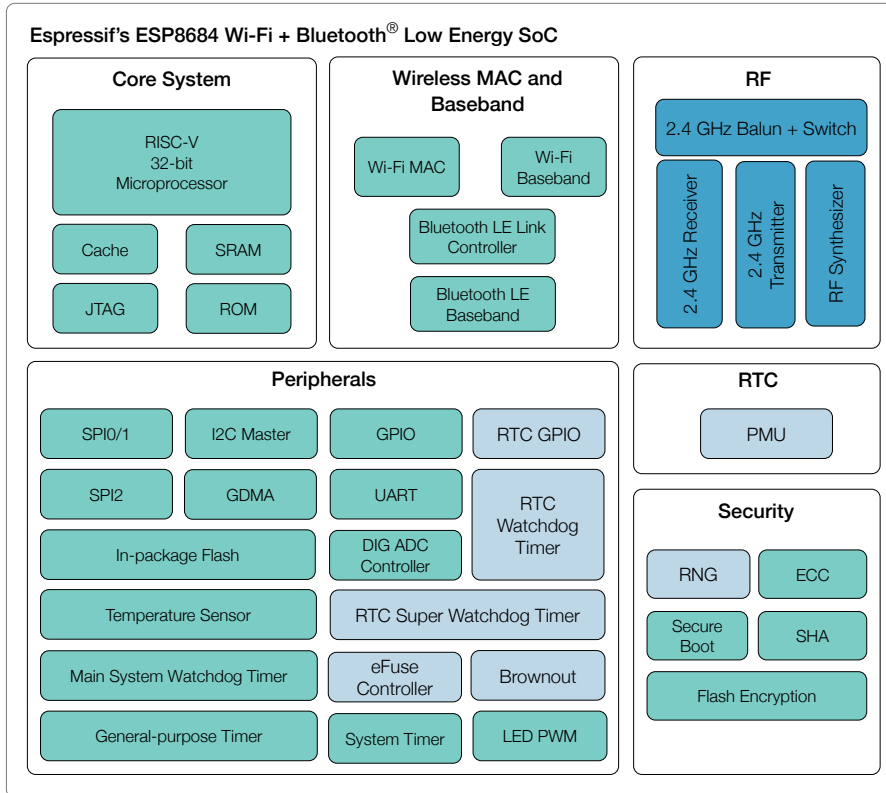 Espressif's ESP8684 Wi-Fi + Bluetooth® Low Energy SoC
Core System
RISC-V
32-bit
Microprocessor
Cache
SRAM
JTAG
ROM
Wireless MAC and
Baseband
Wi-Fi MAC
Wi-Fi
Baseband
Bluetooth LE Link
Controller
Bluetooth LE
Baseband
RF
2.4 GHz Balun + Switch
2.4 GHz Receiver
2.4 GHz
Transmitter
RF Synthesizer
Peripherals
SPI0/1
I2C Master
GPIO
RTC GPIO
SPI2
GDMA
UART
RTC
Watchdog
Timer
In-package Flash
DIG ADC
Controller
Temperature Sensor
RTC Super Watchdog Timer
Main System Watchdog Timer
eFuse
Controller
Brownout
General-purpose Timer
System Timer
LED PWM
RTC
PMU
Security
RNG
ECC
Secure
Boot
SHA
Flash Encryption